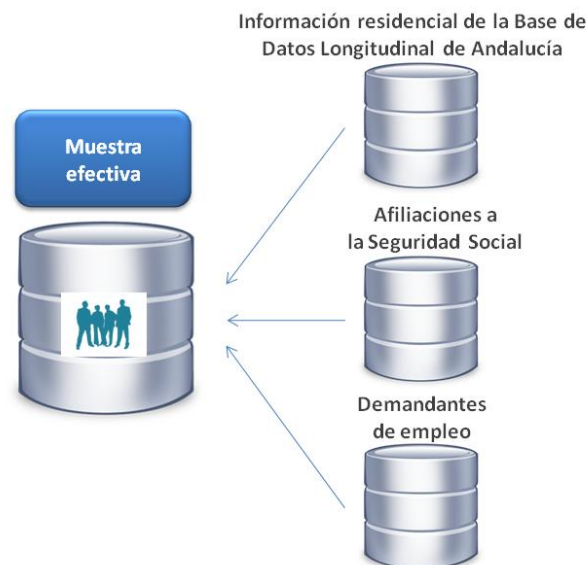 Información residencial de la Base de
Datos Longitudinal de Andalucía
Muestra
efectiva
Afiliaciones a
la Seguridad Social
Demandantes
de empleo